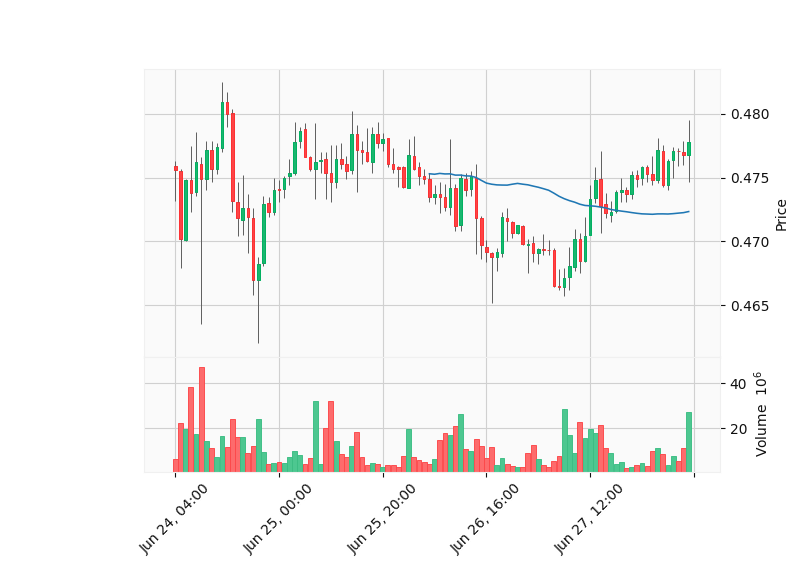 0.480
0.475
0.470
0.465
Price
40
20
Volume 10^6
Jun 24, 04:00
Jun 25, 00:00
Jun 25, 20:00
Jun 26, 16:00
Jun 27, 12:00